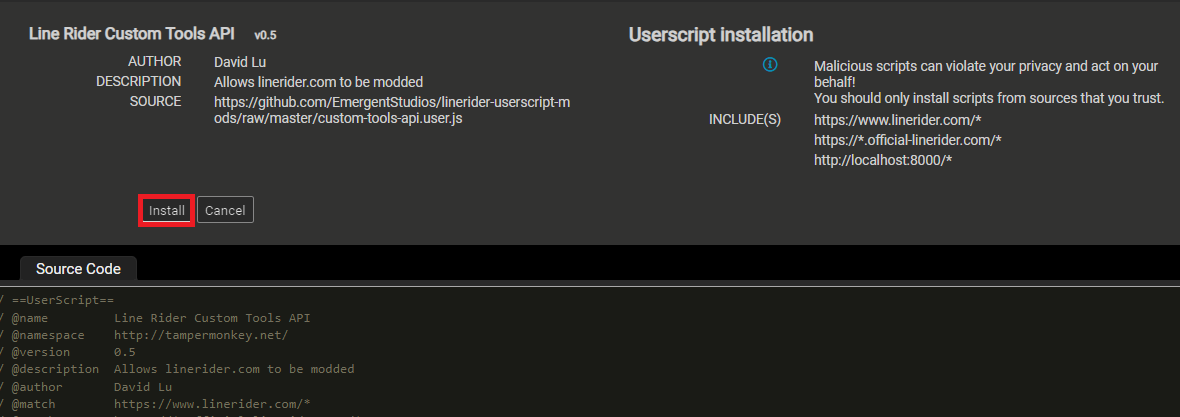 Line Rider Custom Tools API v0.5
AUTHOR David Lu
DESCRIPTION Allows linerider.com to be modded
SOURCE https://github.com/EmergentStudios/linerider-userscript-m
ods/raw/master/custom-tools-api.user.js
Userscript installation
Malicious scripts can violate your privacy and act on your
behalf!
You should only install scripts from sources that you trust.
INCLUDE(S) https://www.linerider.com/*
https://*.official-linerider.com/*
http://localhost:8000/*
Install Cancel
Source Code
/ ==UserScript==
/ @name Line Rider Custom Tools API
/ @namespace http://tampermonkey.net/
/ @version 0.5
/ @description Allows linerider.com to be modded
/ @author David Lu
/ @match https://www.linerider.com/*